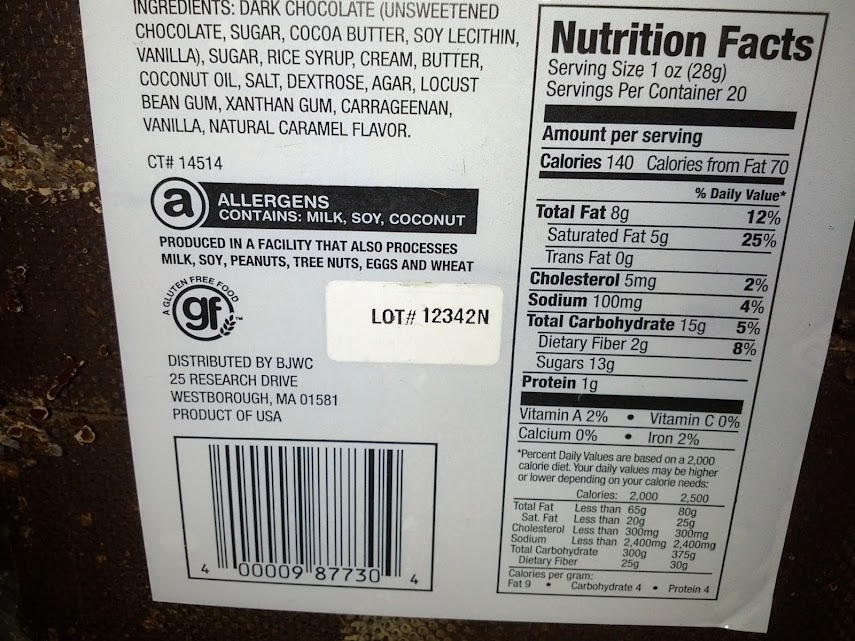 INGREDIENTS: DARK CHOCOLATE (UNSWEETENED
CHOCOLATE, SUGAR, COCOA BUTTER, SOY LECITHIN,
VANILLA), SUGAR, RICE SYRUP, CREAM, BUTTER,
COCONUT OIL, SALT, DEXTROSE, AGAR, LOCUST
BEAN GUM, XANTHAN GUM, CARRAGEENAN,
VANILLA, NATURAL CARAMEL FLAVOR.
CT# 14514
a ALLERGENS
CONTAINS: MILK, SOY, COCONUT
PRODUCED IN A FACILITY THAT ALSO PROCESSES
MILK, SOY, PEANUTS, TREE NUTS, EGGS AND WHEAT
A GLUTEN FREE FOOD
gf ™
LOT# 12342N
DISTRIBUTED BY BJWC
25 RESEARCH DRIVE
WESTBOROUGH, MA 01581
PRODUCT OF USA
4 00009 87730 4
Nutrition Facts
Serving Size 1 oz (28g)
Servings Per Container 20
Amount per serving
Calories 140 Calories from Fat 70
% Daily Value*
Total Fat 8g 12%
Saturated Fat 5g 25%
Trans Fat 0g
Cholesterol 5mg 2%
Sodium 100mg 4%
Total Carbohydrate 15g 5%
Dietary Fiber 2g 8%
Sugars 13g
Protein 1g
Vitamin A 2% • Vitamin C 0%
Calcium 0% • Iron 2%
*Percent Daily Values are based on a 2,000
calorie diet. Your daily values may be higher
or lower depending on your calorie needs:
Calories: 2,000 2,500
Total Fat Less than 65g 80g
Sat. Fat Less than 20g 25g
Cholesterol Less than 300mg 300mg
Sodium Less than 2,400mg 2,400mg
Total Carbohydrate 300g 375g
Dietary Fiber 25g 30g
Calories per gram:
Fat 9 • Carbohydrate 4 • Protein 4